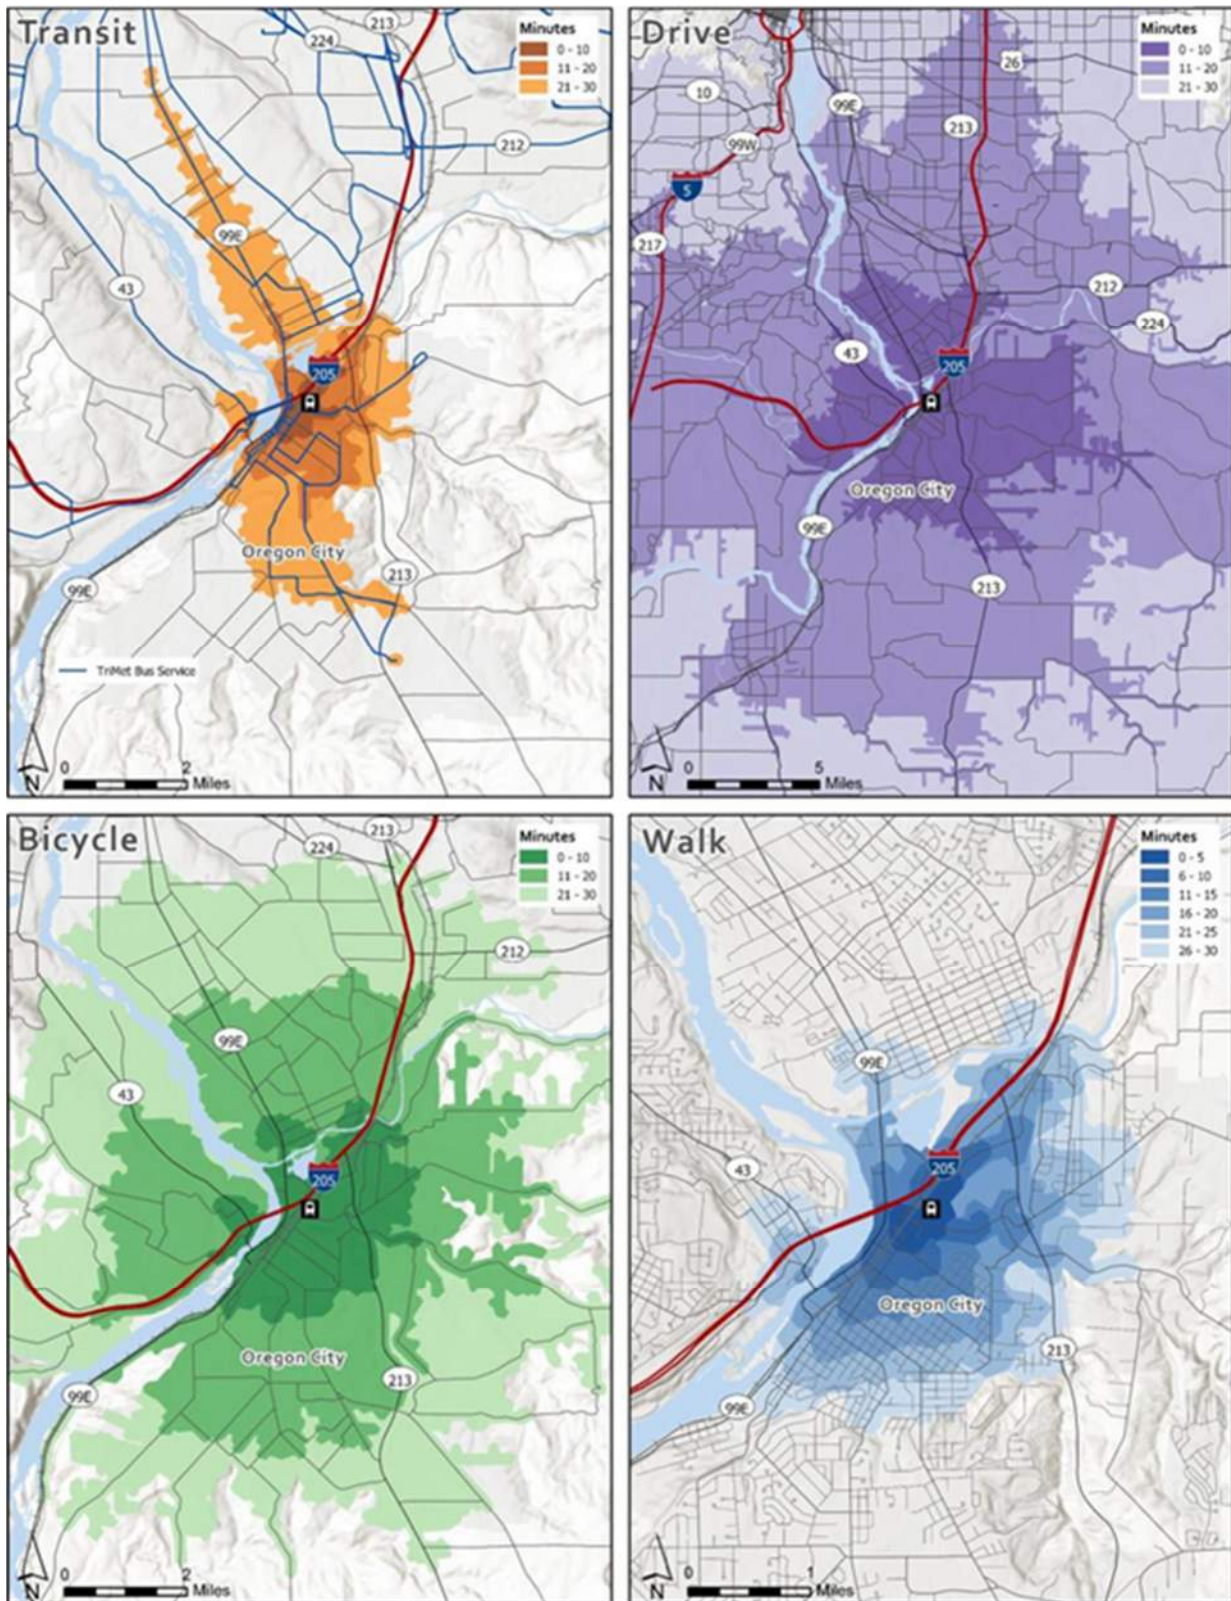 Transit
Minutes
0 - 10
11 - 20
21 - 30
213
224
212
99E
43
205
Oregon City
213
99E
TriMet Bus Service
N
0 2
Miles
Drive
Minutes
0 - 10
11 - 20
21 - 30
26
10
99E
213
99W
5
217
212
224
43
205
Oregon City
99E
213
N
0 5
Miles
Bicycle
Minutes
0 - 10
11 - 20
21 - 30
213
224
212
99E
43
205
Oregon City
213
99E
N
0 2
Miles
Walk
Minutes
0 - 5
6 - 10
11 - 15
16 - 20
21 - 25
26 - 30
99E
43
205
Oregon City
213
99E
N
0 1
Miles